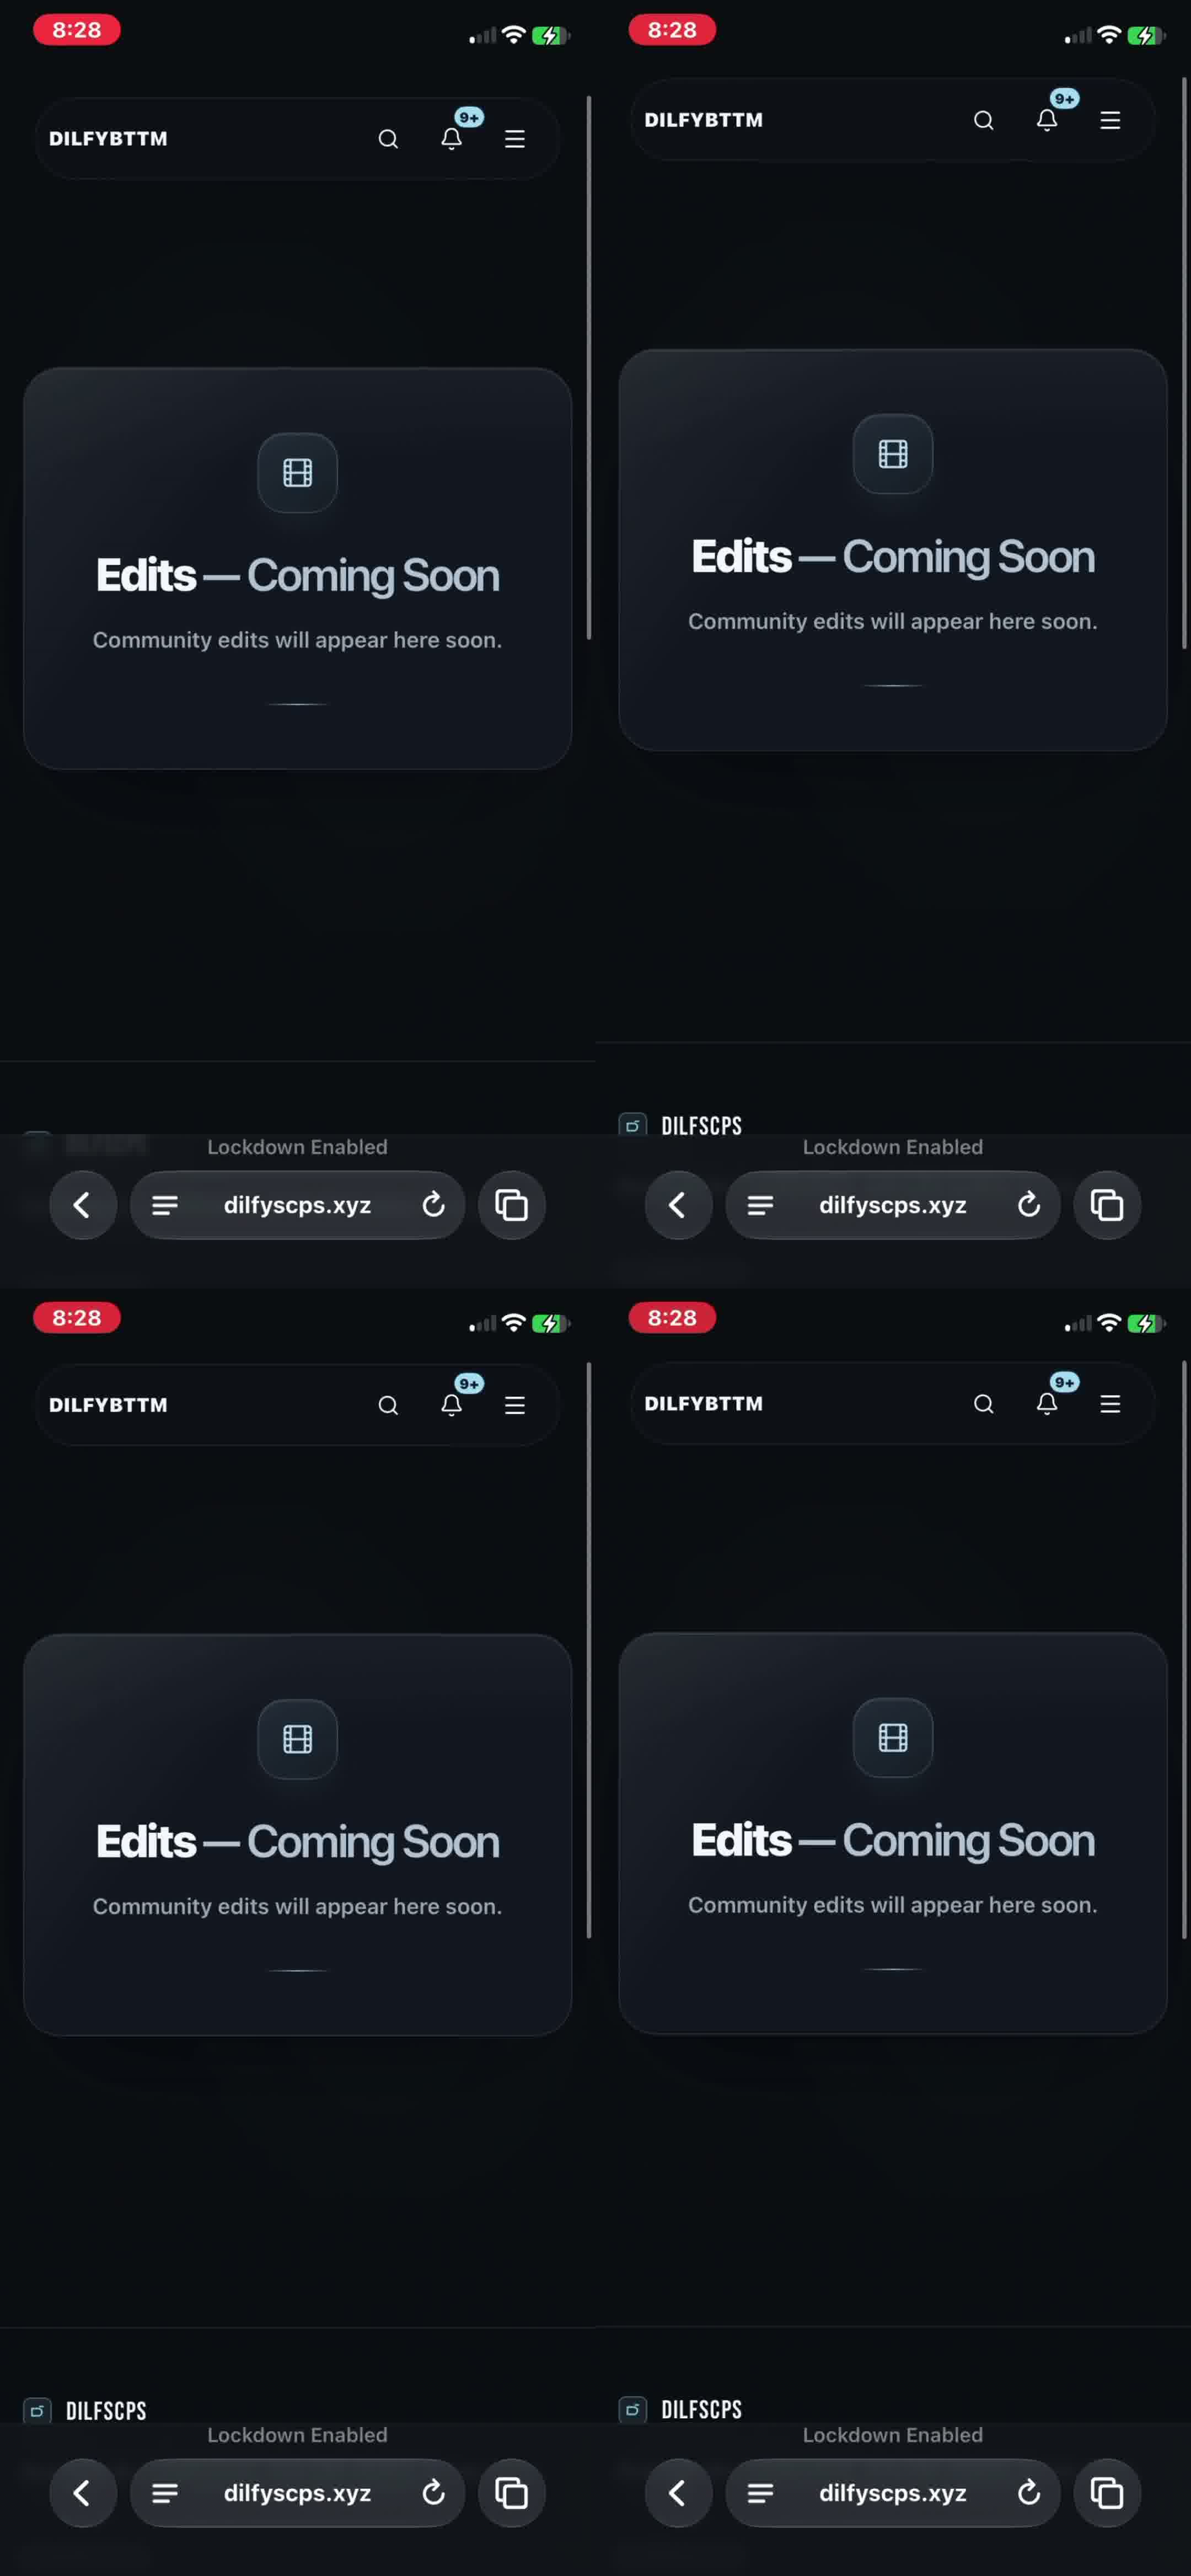 8:28
DILFYBTTM
9+
Edits — Coming Soon
Community edits will appear here soon.
Lockdown Enabled
dilfyscps.xyz
8:28
DILFYBTTM
9+
Edits — Coming Soon
Community edits will appear here soon.
DILFSCPS
Lockdown Enabled
dilfyscps.xyz
8:28
DILFYBTTM
9+
Edits — Coming Soon
Community edits will appear here soon.
DILFSCPS
Lockdown Enabled
dilfyscps.xyz
8:28
DILFYBTTM
9+
Edits — Coming Soon
Community edits will appear here soon.
DILFSCPS
Lockdown Enabled
dilfyscps.xyz